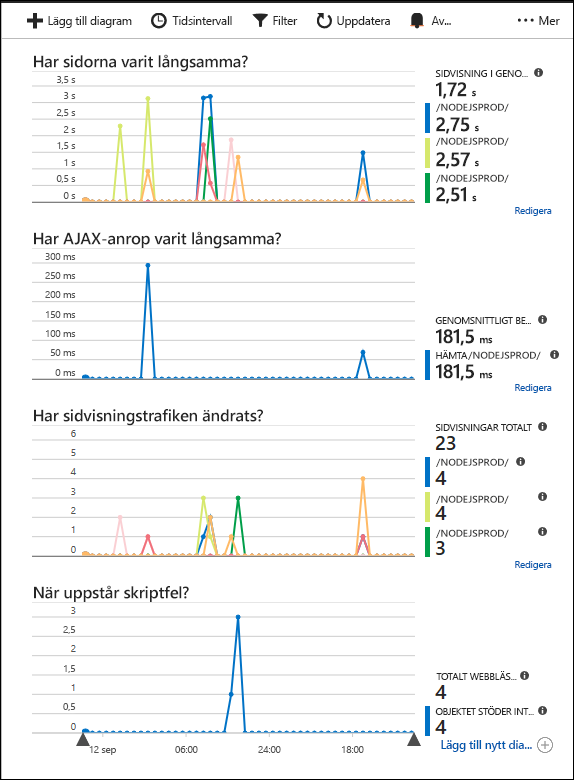 Lägg till diagram Tidsintervall Filter Uppdatera Av... Mer
Har sidorna varit långsamma?
3,5 s
3 s
2,5 s
2 s
1,5 s
1 s
0,5 s
0 s
SIDVISNING I GENO...
1,72 s
/NODEJSPROD/
2,75 s
/NODEJSPROD/
2,57 s
/NODEJSPROD/
2,51 s
Redigera
Har AJAX-anrop varit långsamma?
300 ms
250 ms
200 ms
150 ms
100 ms
50 ms
0 ms
GENOMSNITTLIGT BE...
181,5 ms
HÄMTA/NODEJSPROD/
181,5 ms
Redigera
Har sidvisningstrafiken ändrats?
6
5
4
3
2
1
0
SIDVISNINGAR TOTALT
23
/NODEJSPROD/
4
/NODEJSPROD/
4
/NODEJSPROD/
3
Redigera
När uppstår skriptfel?
3
2,5
2
1,5
1
0,5
0
12 sep 06:00 24:00 18:00
TOTALT WEBBLÄS...
4
OBJEKTET STÖDER INT...
4
Lägg till nytt dia...